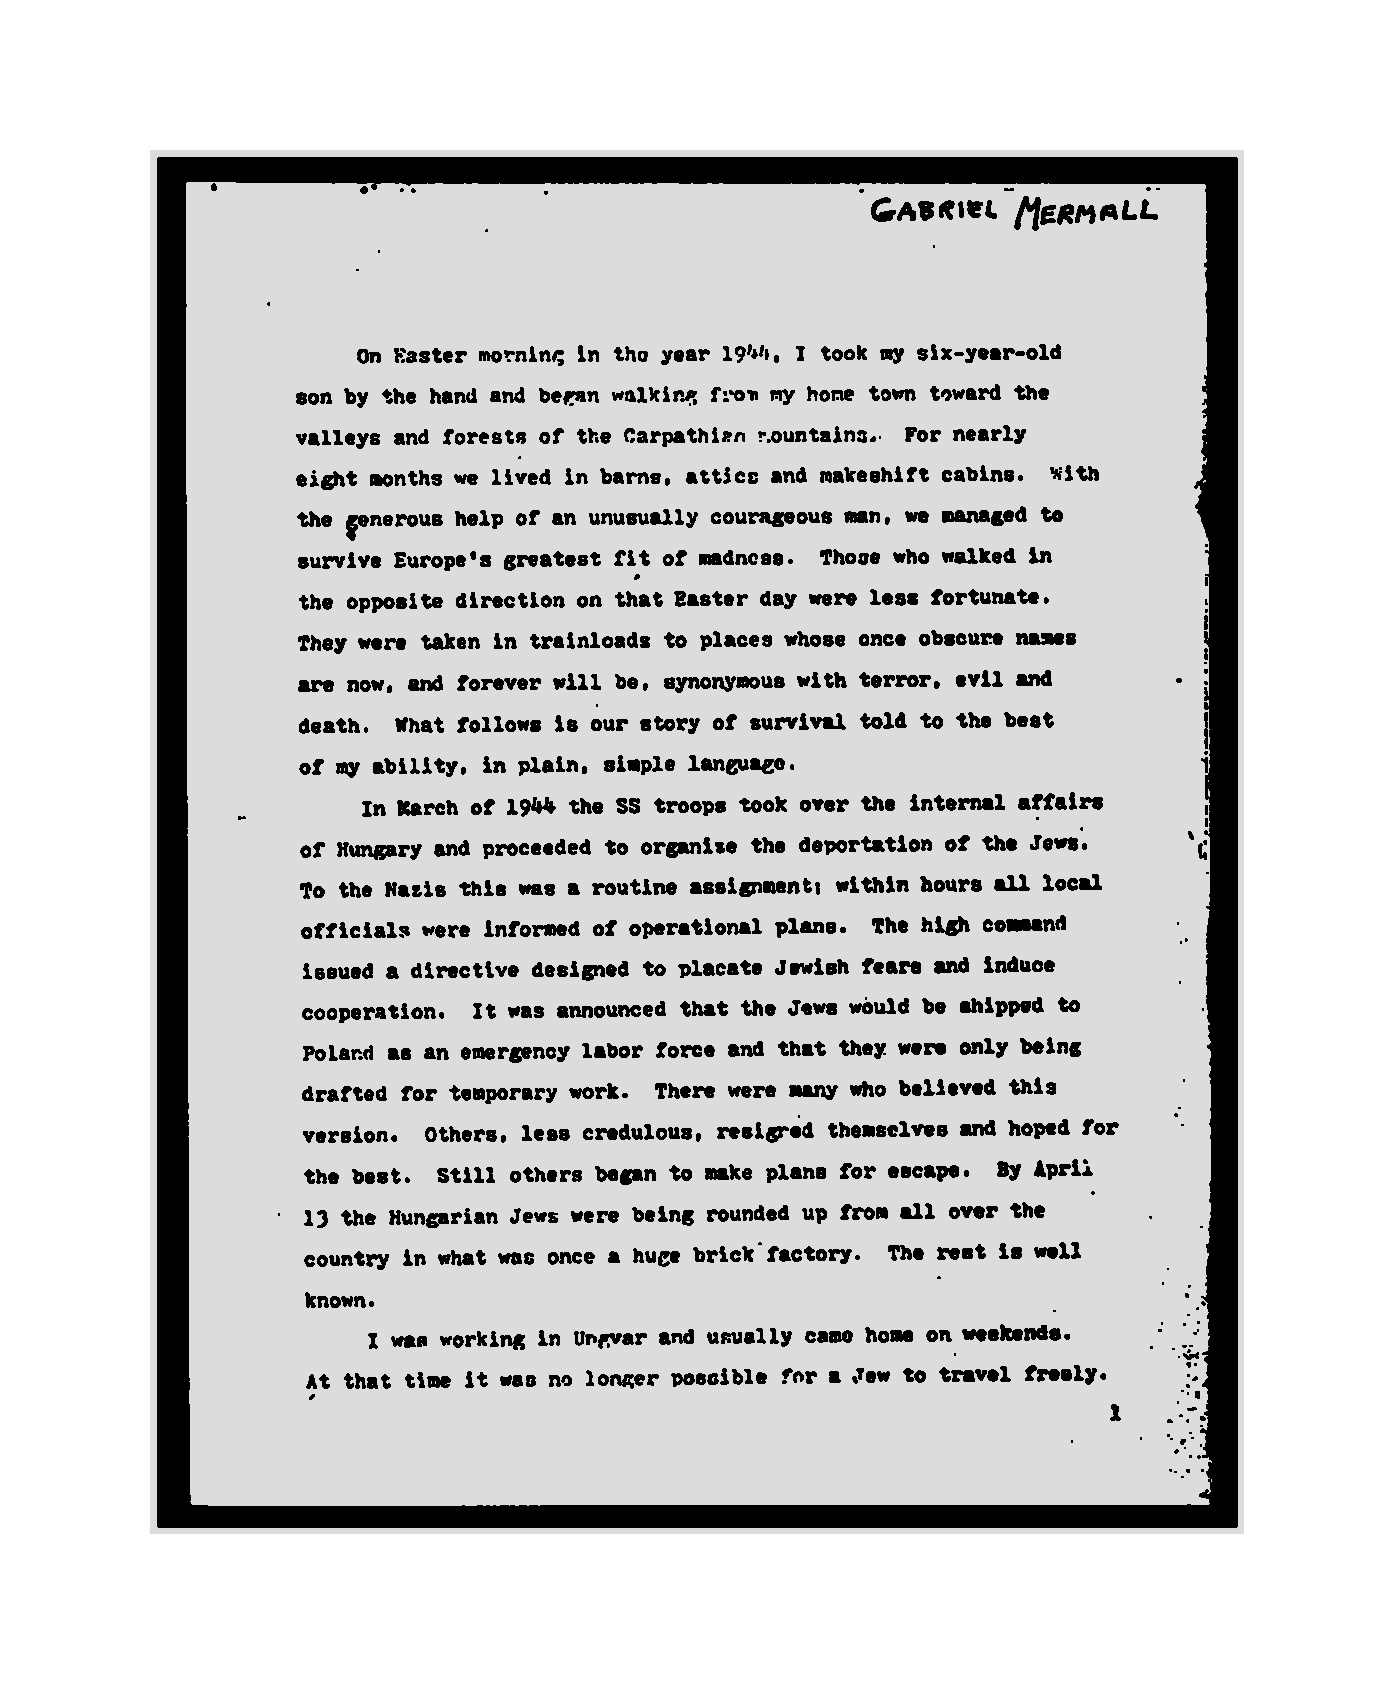 GABRIEL MERMALL
On Easter morning in the year 1944, I took my six-year-old
son by the hand and began walking from my home town toward the
valleys and forests of the Carpathian mountains. For nearly
eight months we lived in barns, attics and makeshift cabins. With
the generous help of an unusually courageous man, we managed to
survive Europe's greatest fit of madness. Those who walked in
the opposite direction on that Easter day were less fortunate.
They were taken in trainloads to places whose once obscure names
are now, and forever will be, synonymous with terror, evil and
death. What follows is our story of survival told to the best
of my ability, in plain, simple language.
In March of 1944 the SS troops took over the internal affairs
of Hungary and proceeded to organize the deportation of the Jews.
To the Nazis this was a routine assignment; within hours all local
officials were informed of operational plans. The high command
issued a directive designed to placate Jewish fears and induce
cooperation. It was announced that the Jews would be shipped to
Poland as an emergency labor force and that they were only being
drafted for temporary work. There were many who believed this
version. Others, less credulous, resigned themselves and hoped for
the best. Still others began to make plans for escape. By April
13 the Hungarian Jews were being rounded up from all over the
country in what was once a huge brick factory. The rest is well
known.
I was working in Ungvar and usually came home on weekends.
At that time it was no longer possible for a Jew to travel freely.
1